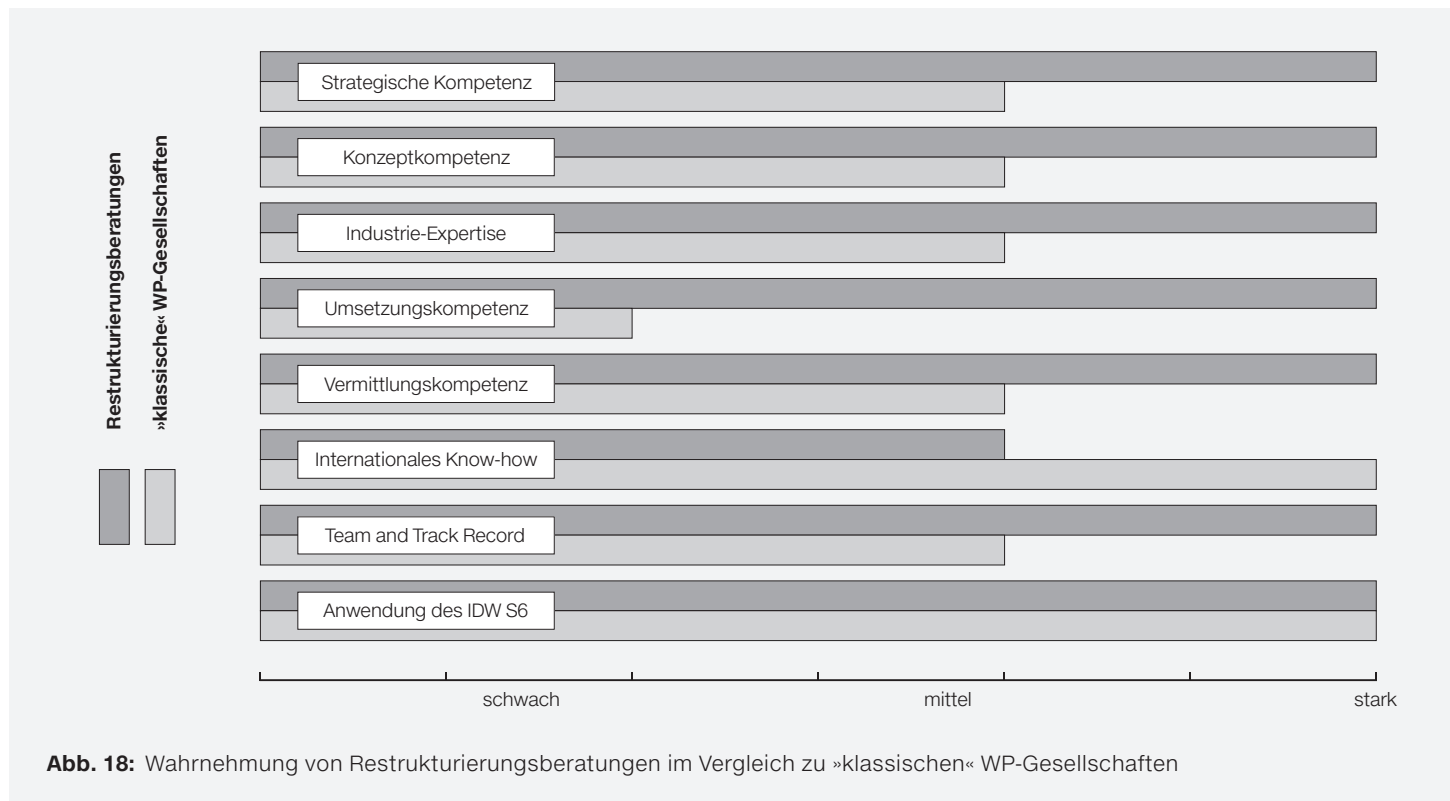 Restrukturierungsberatungen
»klassische« WP-Gesellschaften
Strategische Kompetenz
Konzeptkompetenz
Industrie-Expertise
Umsetzungskompetenz
Vermittlungskompetenz
Internationales Know-how
Team and Track Record
Anwendung des IDW S6
schwach mittel stark
Abb. 18: Wahrnehmung von Restrukturierungsberatungen im Vergleich zu »klassischen« WP-Gesellschaften